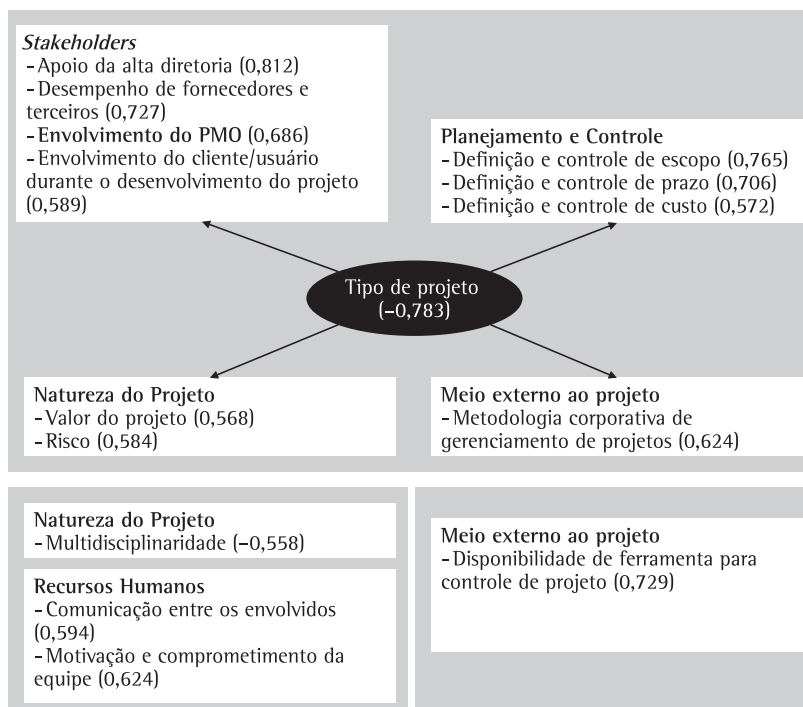 Stakeholders
-Apoio da alta diretoria (0,812)
-Desempenho de fornecedores e
terceiros (0,727)
-Envolvimento do PMO (0,686)
-Envolvimento do cliente/usuário
durante o desenvolvimento do projeto
(0,589)
Planejamento e Controle
-Definição e controle de escopo (0,765)
-Definição e controle de prazo (0,706)
-Definição e controle de custo (0,572)
Tipo de projeto
(–0,783)
Natureza do Projeto
-Valor do projeto (0,568)
-Risco (0,584)
Meio externo ao projeto
-Metodologia corporativa de
gerenciamento de projetos (0,624)
Natureza do Projeto
-Multidisciplinaridade (–0,558)
Recursos Humanos
-Comunicação entre os envolvidos
(0,594)
-Motivação e comprometimento da
equipe (0,624)
Meio externo ao projeto
-Disponibilidade de ferramenta para
controle de projeto (0,729)